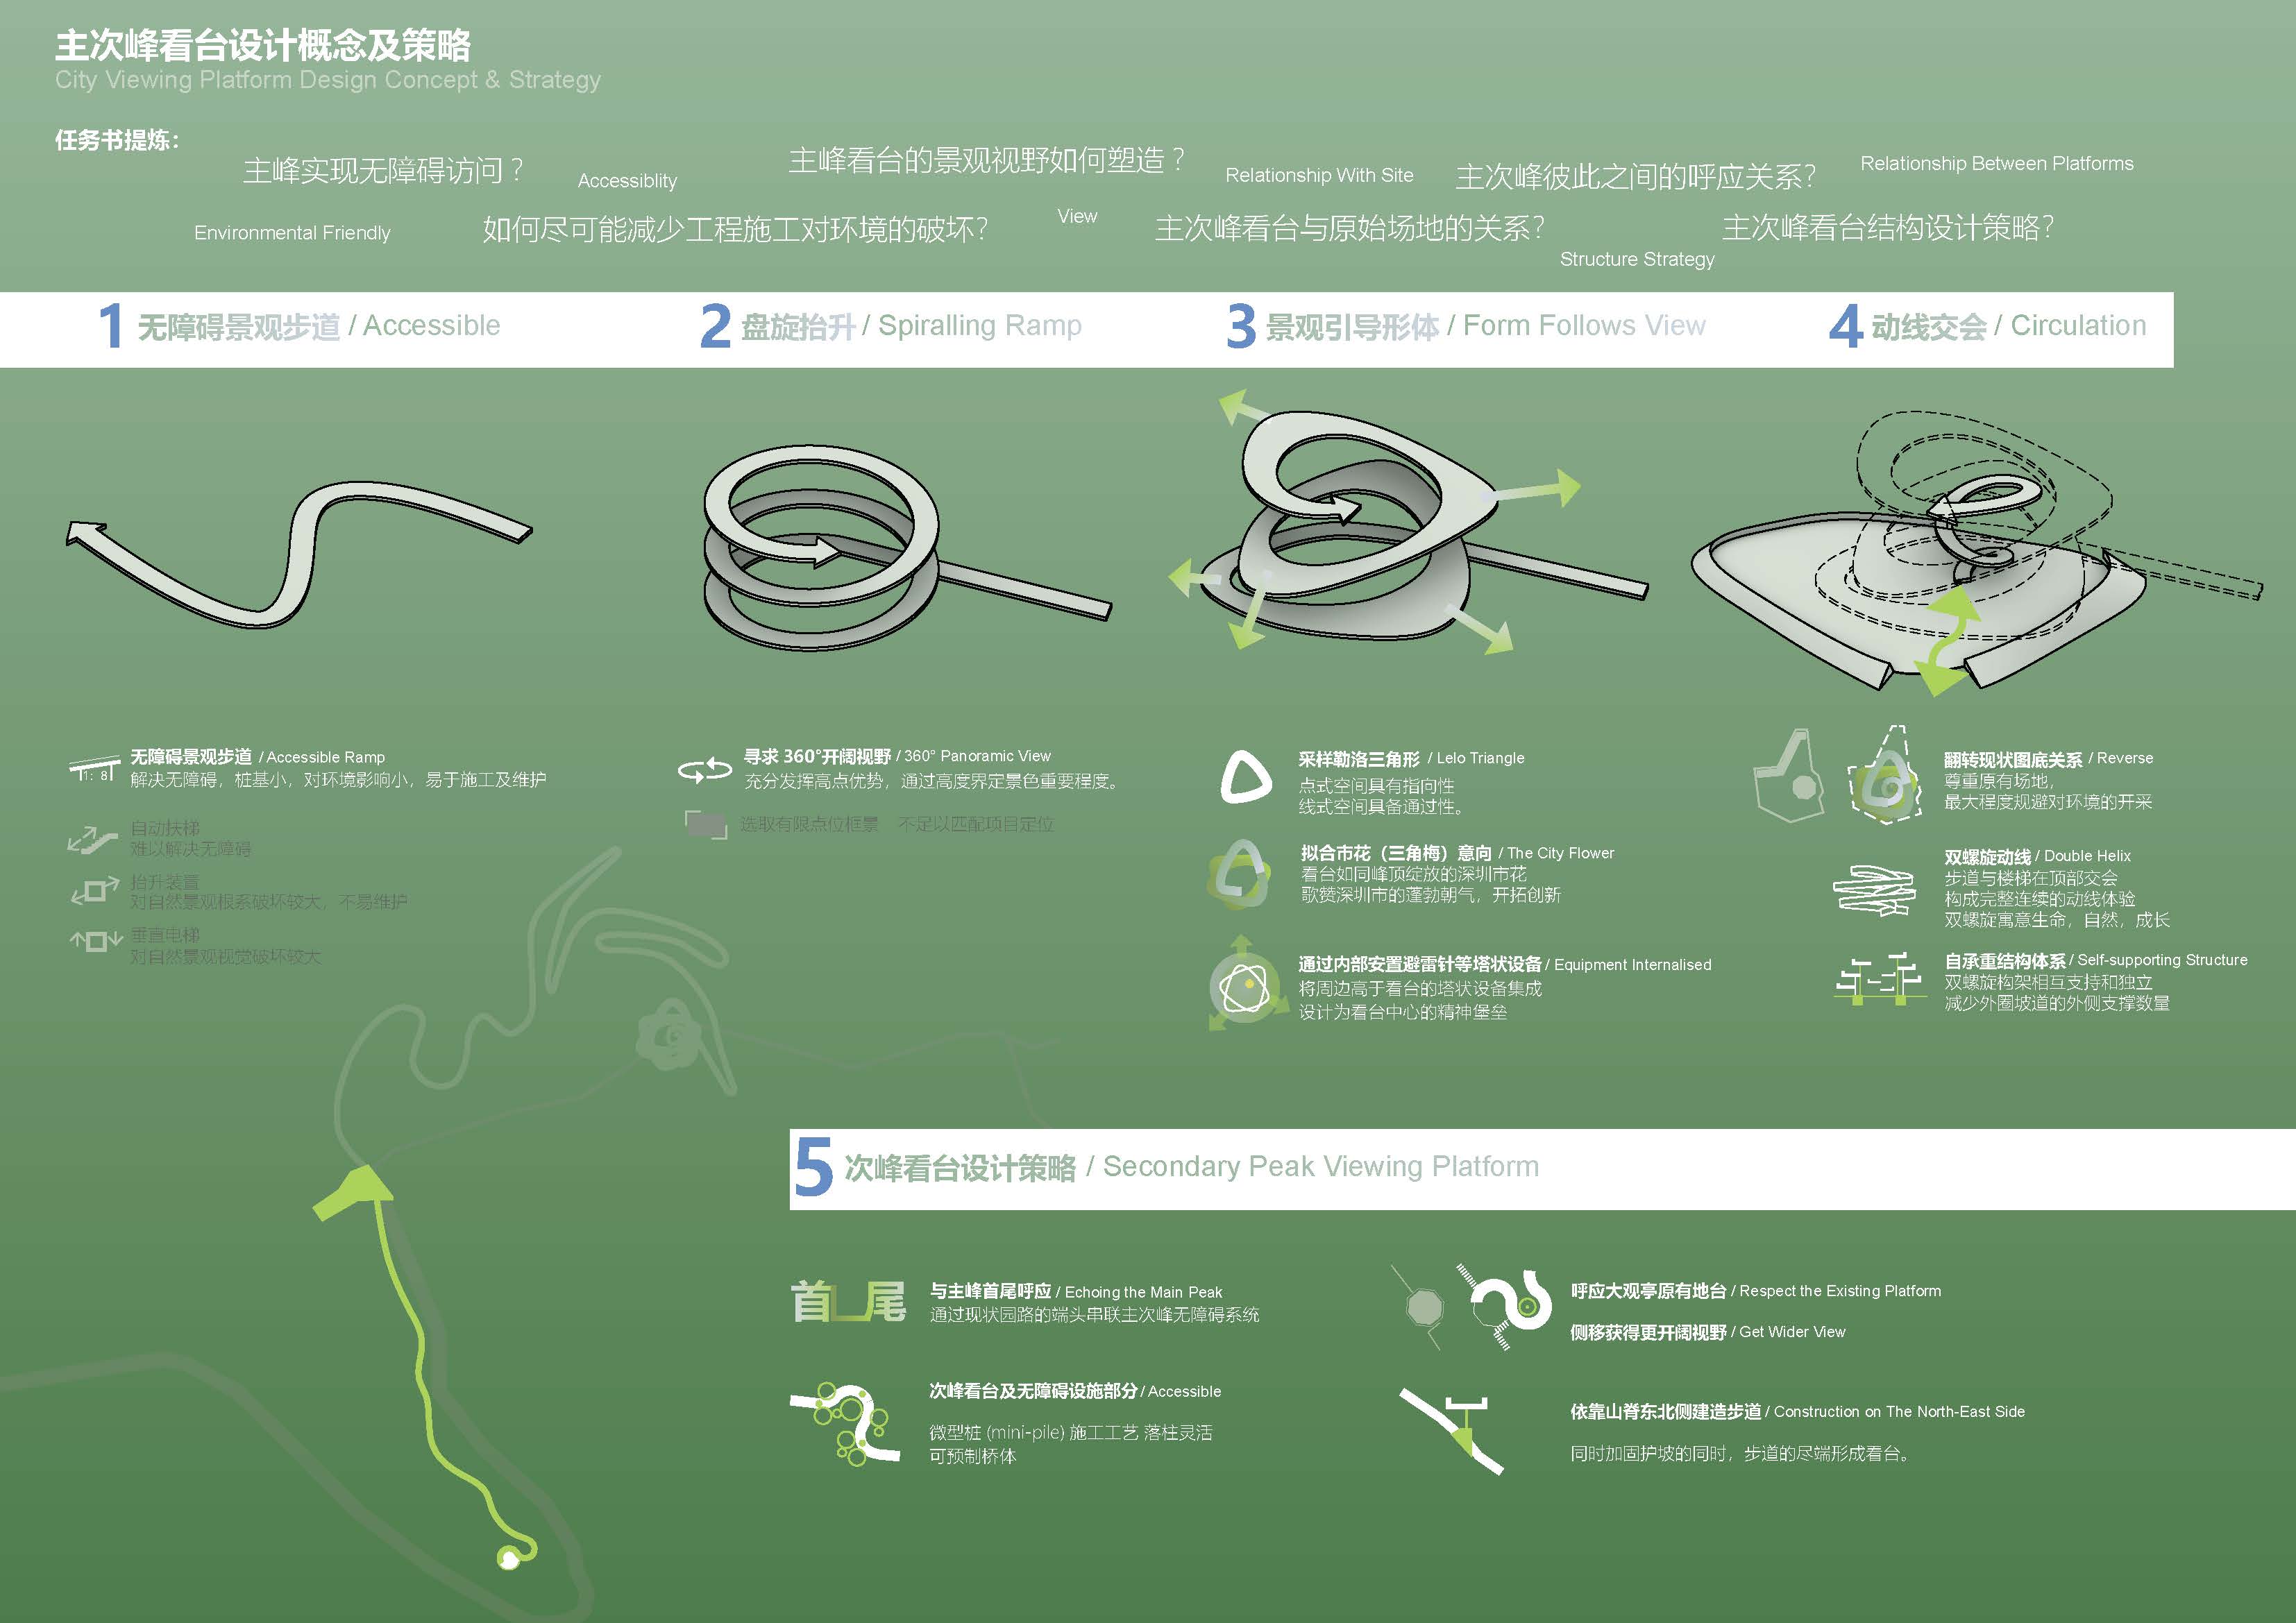 主次峰看台设计概念及策略
City Viewing Platform Design Concept & Strategy
任务书提炼：
主峰实现无障碍访问？
Accessiblity
主峰看台的景观视野如何塑造？
Relationship With Site
主次峰彼此之间的呼应关系？
Relationship Between Platforms
Environmental Friendly
如何尽可能减少工程施工对环境的破坏？
View
主次峰看台与原始场地的关系？
Structure Strategy
主次峰看台结构设计策略？
1 无障碍景观步道 / Accessible
2 盘旋抬升 / Spiralling Ramp
3 景观引导形体 / Form Follows View
4 动线交会 / Circulation
1: 8
无障碍景观步道 / Accessible Ramp
解决无障碍，桩基小，对环境影响小，易于施工及维护
自动扶梯
难以解决无障碍
抬升装置
对自然景观根系破坏较大，不易维护
垂直电梯
对自然景观视觉破坏较大
寻求 360°开阔视野 / 360° Panoramic View
充分发挥高点优势，通过高度界定景色重要程度。
选取有限点位框景 不足以匹配项目定位
采样勒洛三角形 / Lelo Triangle
点式空间具有指向性
线式空间具备通过性。
拟合市花（三角梅）意向 / The City Flower
看台如同峰顶绽放的深圳市花
歌赞深圳市的蓬勃朝气，开拓创新
通过内部安置避雷针等塔状设备 / Equipment Internalised
将周边高于看台的塔状设备集成
设计为看台中心的精神堡垒
翻转现状图底关系 / Reverse
尊重原有场地，
最大程度规避对环境的开采
双螺旋动线 / Double Helix
步道与楼梯在顶部交会
构成完整连续的动线体验
双螺旋寓意生命，自然，成长
自承重结构体系 / Self-supporting Structure
双螺旋构架相互支持和独立
减少外圈坡道的外侧支撑数量
5 次峰看台设计策略 / Secondary Peak Viewing Platform
首尾
与主峰首尾呼应 / Echoing the Main Peak
通过现状园路的端头串联主次峰无障碍系统
次峰看台及无障碍设施部分 / Accessible
微型桩 (mini-pile) 施工工艺 落柱灵活
可预制桥体
呼应大观亭原有地台 / Respect the Existing Platform
侧移获得更开阔视野 / Get Wider View
依靠山脊东北侧建造步道 / Construction on The North-East Side
同时加固护坡的同时，步道的尽端形成看台。